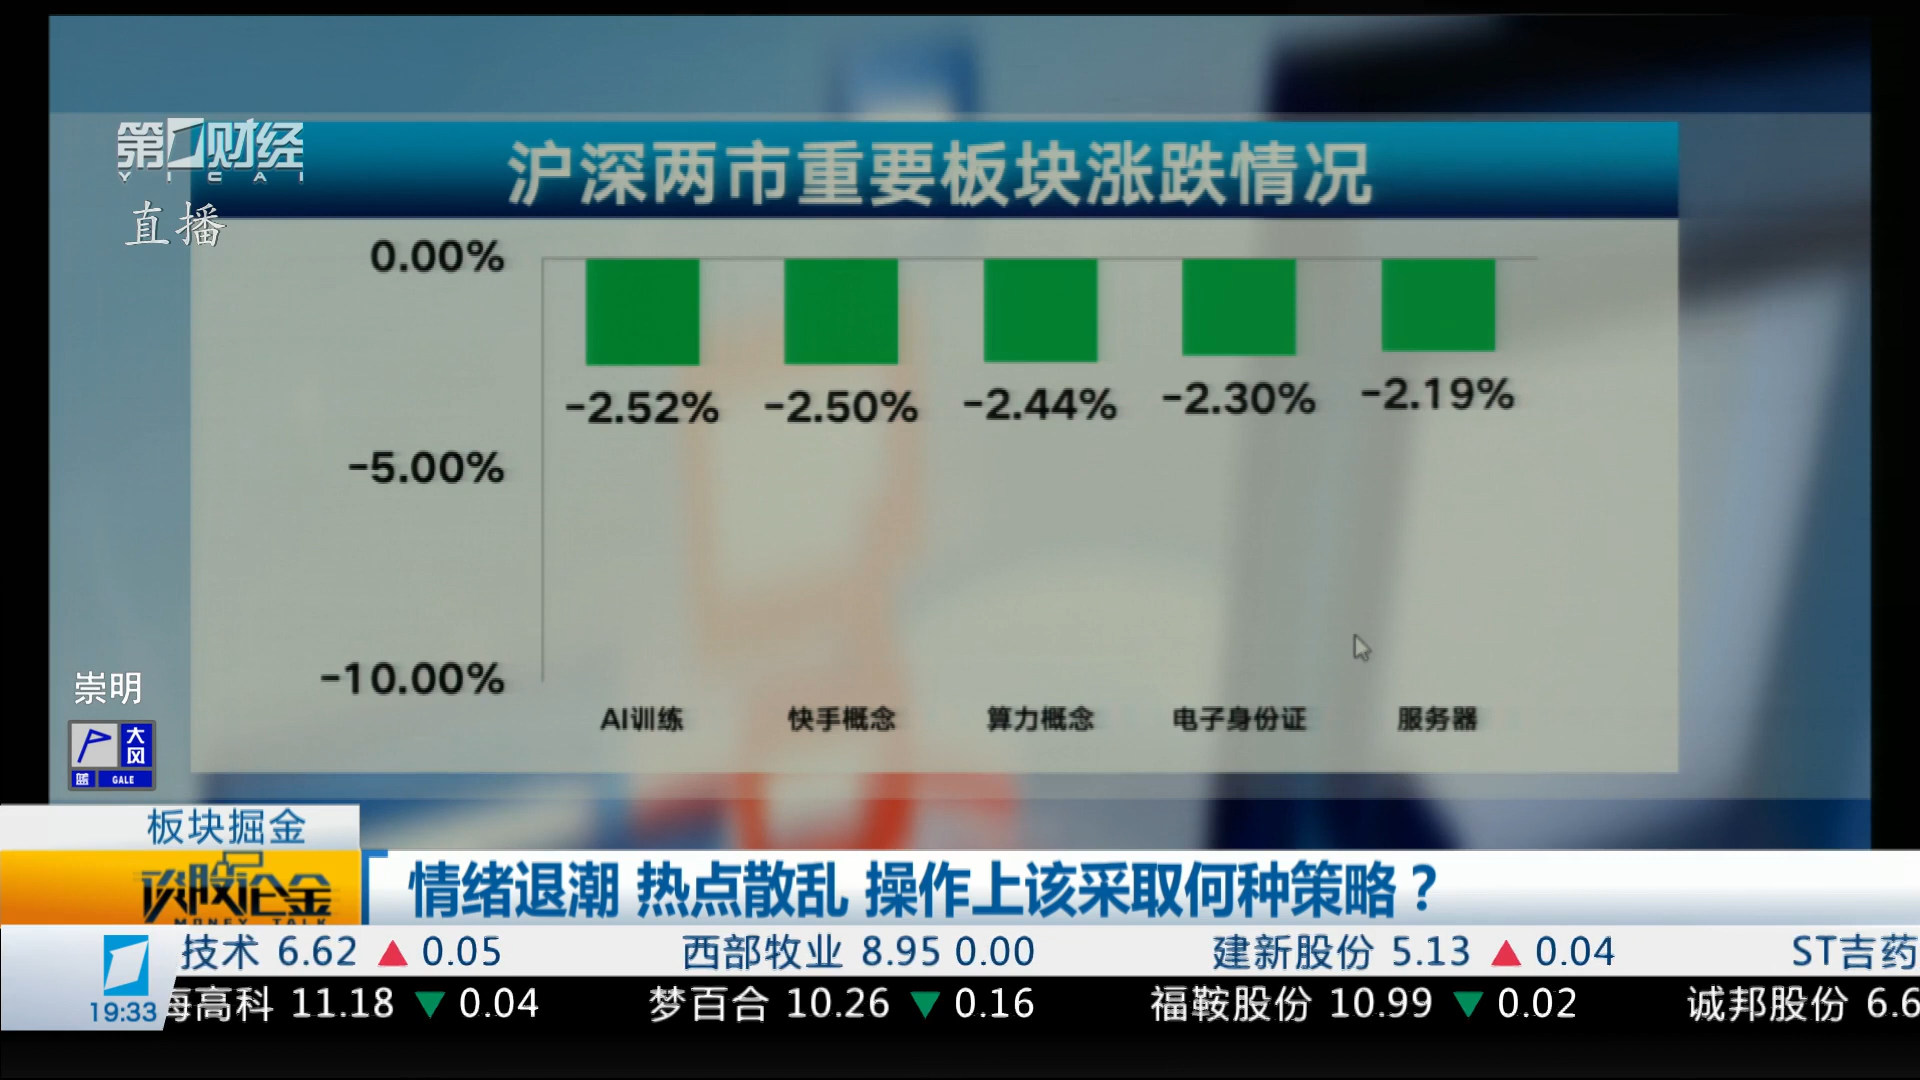 第一财经
YICAI
直播
沪深两市重要板块涨跌情况
0.00%
-2.52% -2.50% -2.44% -2.30% -2.19%
-5.00%
-10.00%
AI训练 快手概念 算力概念 电子身份证 服务器
崇明
大风
蓝 GALE
板块掘金
谈股论金
MONEY TALK
情绪退潮 热点散乱 操作上该采取何种策略？
技术 6.62 ▲ 0.05 西部牧业 8.95 0.00 建新股份 5.13 ▲ 0.04 ST吉药
19:33
海高科 11.18 ▼ 0.04 梦百合 10.26 ▼ 0.16 福鞍股份 10.99 ▼ 0.02 诚邦股份 6.6